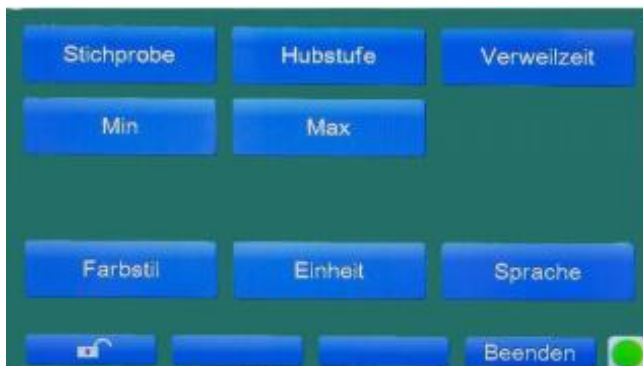 Stichprobe Hubstufe Verweilzeit
Min Max
Farbstil Einheit Sprache
Beenden